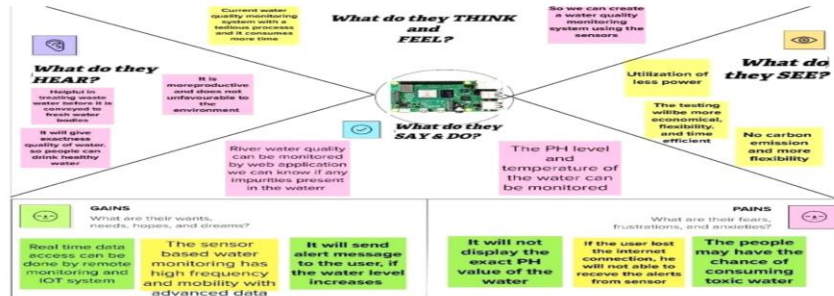 Current water
quality monitoring
system with a
tedious processs
and it consumes
more time
What do they THINK
and
FEEL?
So we can create
a water quality
monitoring
system using the
sensors
What do they
HEAR?
Helpful in
treating waste
water before it is
conveyed to
fresh water
bodies
It will give
exactness
quality of water.
so people can
drink healthy
water
It is
moreproductive
and does not
unfavourable to
the
environment
What do
they SEE?
Utilization of
less power
The testing
willbe more
economical,
flexibility.
and time
efficient
No carbon
emission and
more
flexibility
What do they
SAY & DO?
River water quality
can be monitored
by web application
we can know if any
impurities present
in the waterr
The PH level
and
temperature of
the water can
be monitored
GAINS
What are their wants,
needs, hopes, and dreams?
Real time data
access can be
done by remote
monitoring and
IOT system
The sensor
based water
monitoring has
high frequency
and mobility with
advanced data
It will send
alert message to
the user, if
the water level
increases
PAINS
What are their fears,
frustrations, and anxieties?
It will not
display the
exact PH
value of the
water
If the user lost the
internet
connection, he
will not able to
receve the alerts
from sensor
The people
may have the
chance of
consuming
toxic water